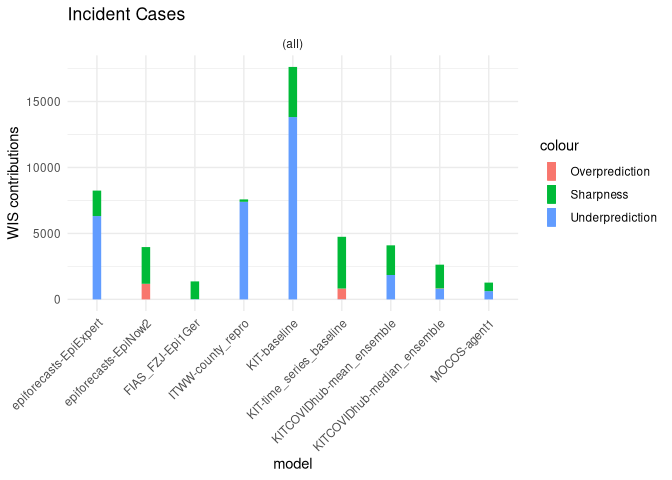 Incident Cases
(all)
WIS contributions
15000
10000
5000
0
epiforecasts-EpiExpert
epiforecasts-EpiNow2
FIAS_FZJ-Epi1Ger
ITWW-county_repro
KIT-baseline
KIT-time_series_baseline
KITCOVIDhub-mean_ensemble
KITCOVIDhub-median_ensemble
MOCOS-agent1
model
colour
Overprediction
Sharpness
Underprediction